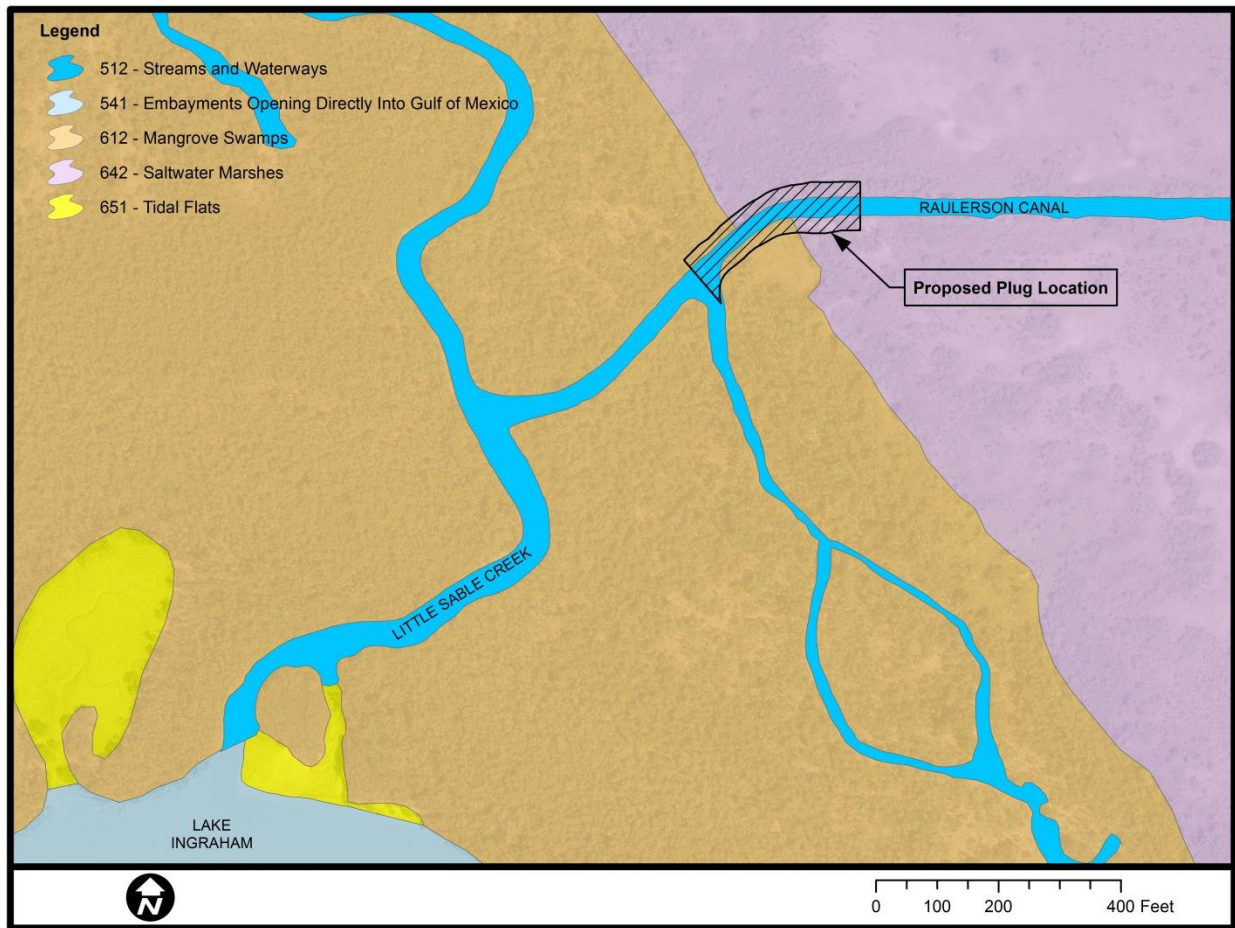 Legend
512 - Streams and Waterways
541 - Embayments Opening Directly Into Gulf of Mexico
612 - Mangrove Swamps
642 - Saltwater Marshes
651 - Tidal Flats
RAULERSON CANAL
Proposed Plug Location
LITTLE SABLE CREEK
LAKE
INGRAHAM
N
0 100 200 400 Feet